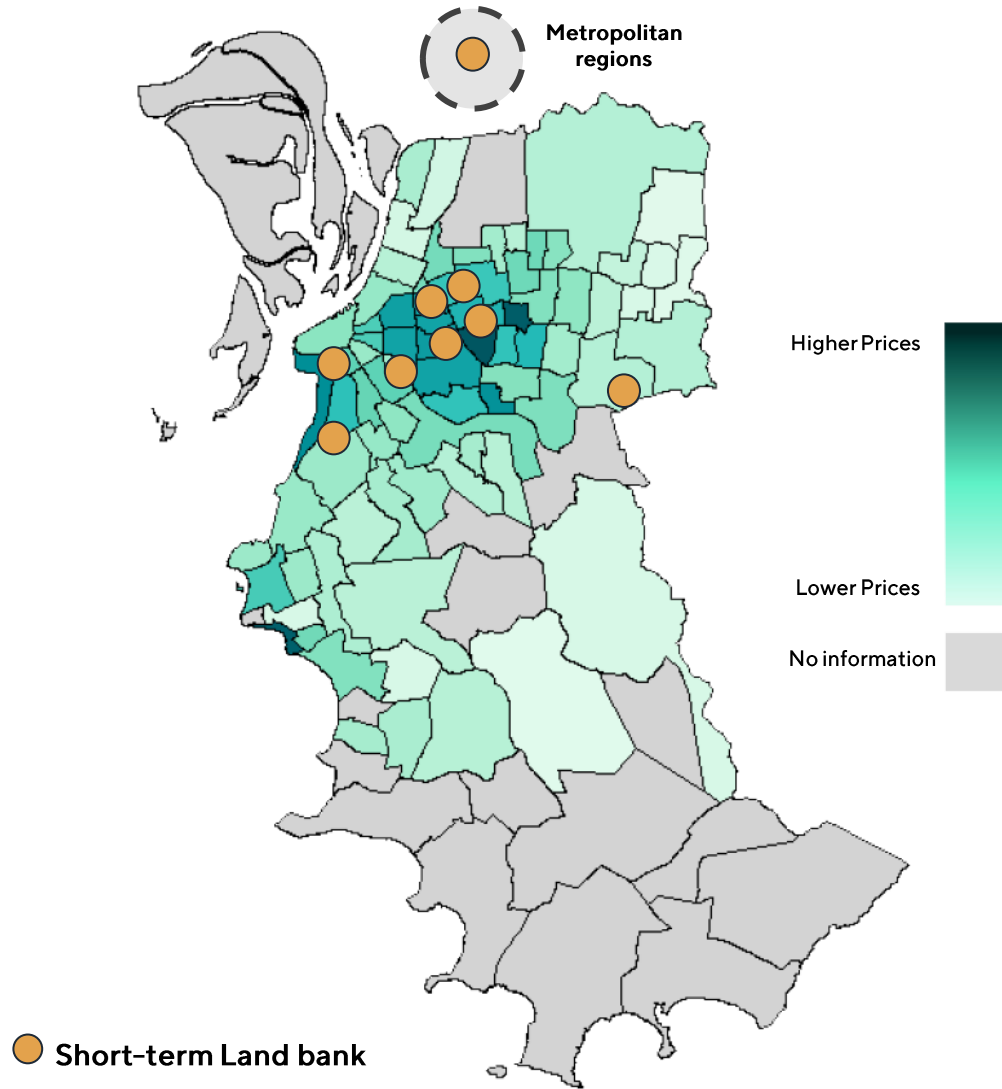 Metropolitan
regions
Higher Prices
Lower Prices
No information
Short-term Land bank